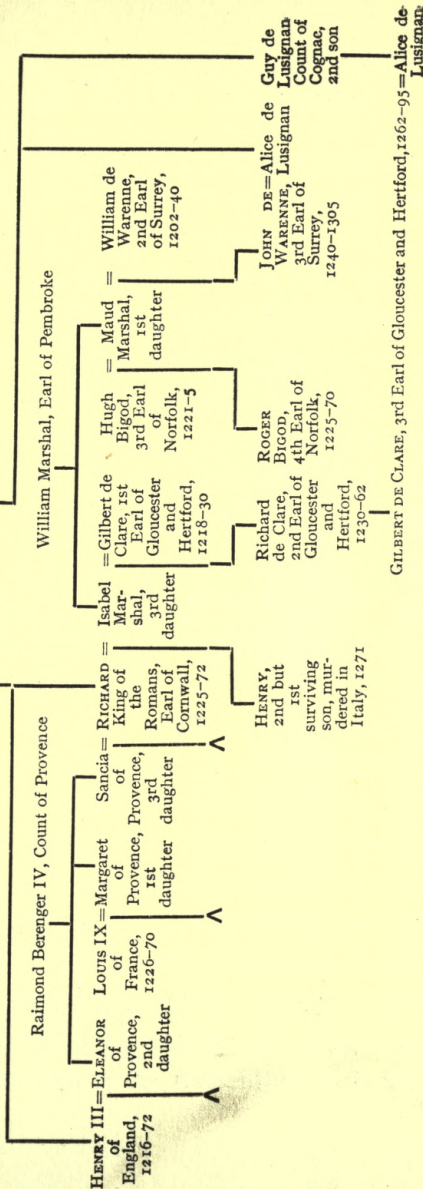 Raimond Berenger IV, Count of Provence
William Marshal, Earl of Pembroke
HENRY III = ELEANOR
of
England,
1216–72
of
Provence,
2nd
daughter
LOUIS IX = Margaret
of
France,
1226–70
of
Provence,
1st
daughter
Sancia =
of
Provence,
3rd
daughter
RICHARD =
King of
the
Romans,
Earl of
Cornwall,
1225–72
Isabel
Mar-
shal,
3rd
daughter
= Gilbert de
Clare, 1st
Earl of
Gloucester
and
Hertford,
1218–30
Hugh
Bigod,
3rd Earl
of
Norfolk,
1221–5
= Maud =
Marshal,
1st
daughter
William de
Warenne,
2nd Earl
of Surrey,
1202–40
Guy de
Lusignan
Count of
Cognac,
2nd son
HENRY,
2nd but
1st
surviving
son, mur-
dered in
Italy, 1271
Richard
de Clare,
2nd Earl of
Gloucester
and
Hertford,
1230–62
ROGER
BIGOD,
4th Earl of
Norfolk,
1225–70
JOHN DE = Alice de
WARENNE, Lusignan
3rd Earl of
Surrey,
1240–1305
GILBERT DE CLARE, 3rd Earl of Gloucester and Hertford, 1262–95 = Alice de
Lusignan